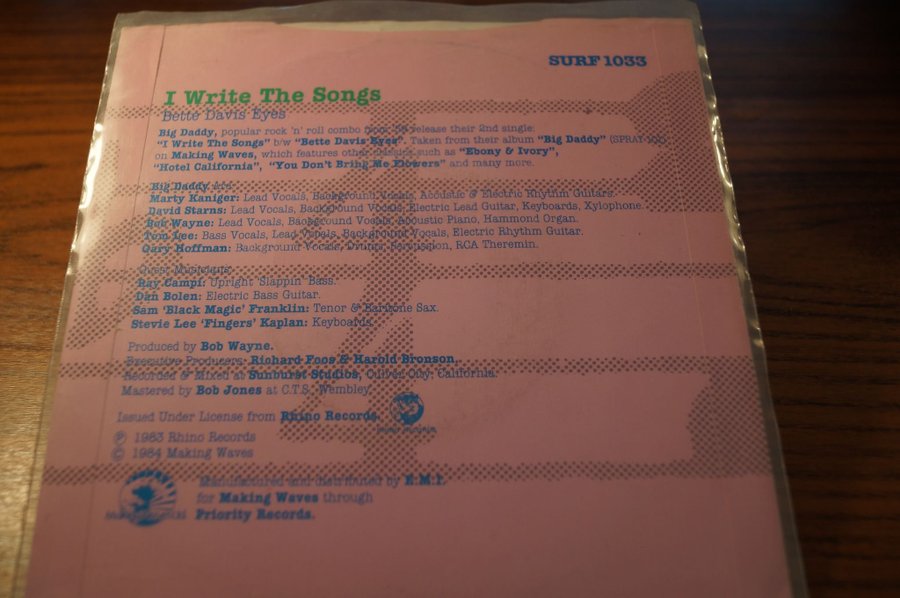 SURF 1033
I Write The Songs
Bette Davis Eyes
Big Daddy, popular rock 'n' roll combo from '59 release their 2nd single:
"I Write The Songs" b/w "Bette Davis Eyes". Taken from their album "Big Daddy" (SPRAY
on Making Waves, which features other classics such as "Ebony & Ivory",
"Hotel California", "You Don't Bring Me Flowers" and many more.
Big Daddy Are:
Marty Kaniger: Lead Vocals, Background Vocals, Acoustic & Electric Rhythm Guitars.
David Starns: Lead Vocals, Background Vocals, Electric Lead Guitar, Keyboards, Xylophone.
Bob Wayne: Lead Vocals, Background Vocals, Acoustic Piano, Hammond Organ.
Tom Lee: Bass Vocals, Lead Vocals, Background Vocals, Electric Rhythm Guitar.
Gary Hoffman: Background Vocals, Drums, Percussion, RCA Theremin.
Guest Musicians:
Ray Campi: Upright 'Slappin' Bass.
Dan Bolen: Electric Bass Guitar.
Sam 'Black Magic' Franklin: Tenor & Baritone Sax.
Stevie Lee 'Fingers' Kaplan: Keyboards.
Produced by Bob Wayne.
Executive Producers: Richard Foos & Harold Bronson.
Recorded & Mixed at Sunburst Studios, Culver City, California.
Mastered by Bob Jones at C.T.S. Wembley.
Issued Under License from Rhino Records.
RHINO RECORDS
℗ 1983 Rhino Records
© 1984 Making Waves
Manufactured and distributed by E.M.I.
for Making Waves through
Priority Records.